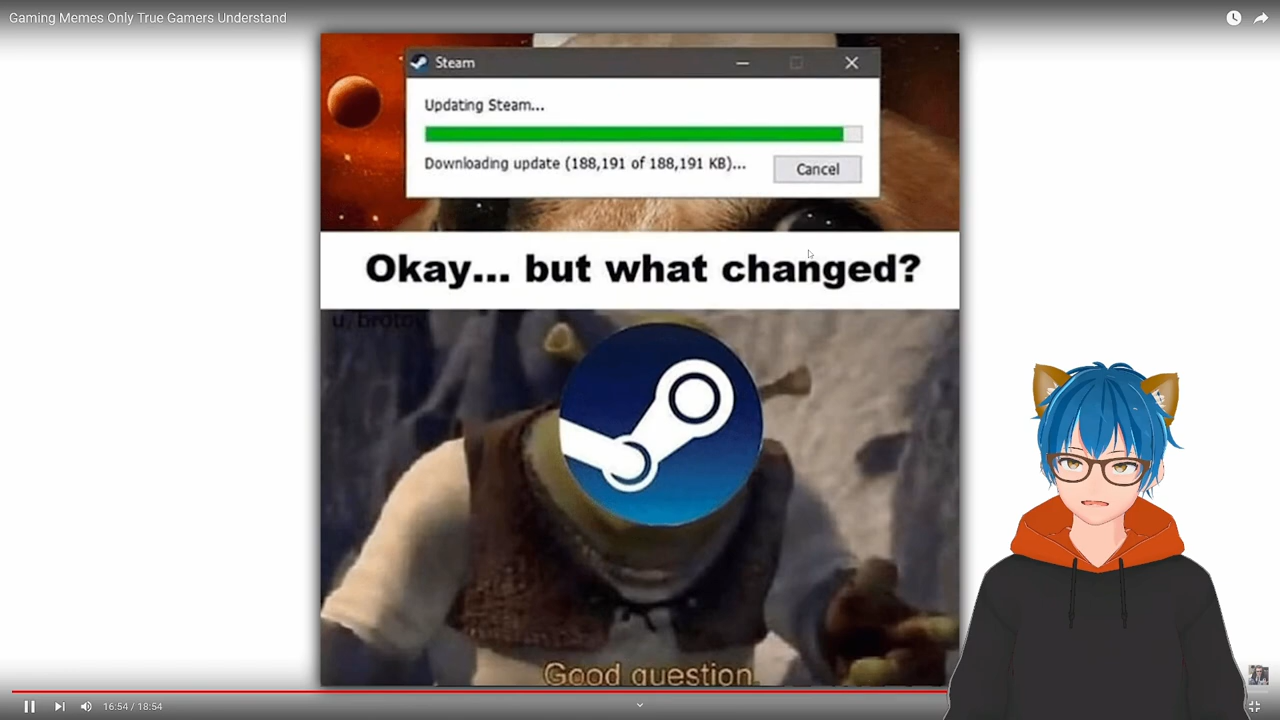 Gaming Memes Only True Gamers Understand
Steam
Updating Steam...
Downloading update (188,191 of 188,191 KB)...
Cancel
Okay... but what changed?
Good question.
16:54 / 18:54